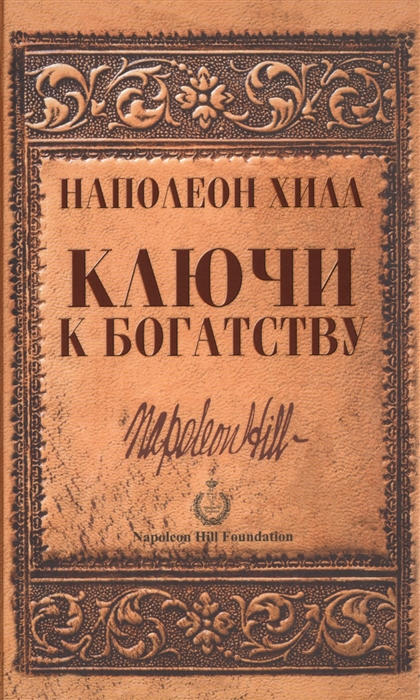 НАПОЛЕОН ХИЛЛ
КЛЮЧИ
К БОГАТСТВУ
Napoleon Hill
Napoleon Hill Foundation